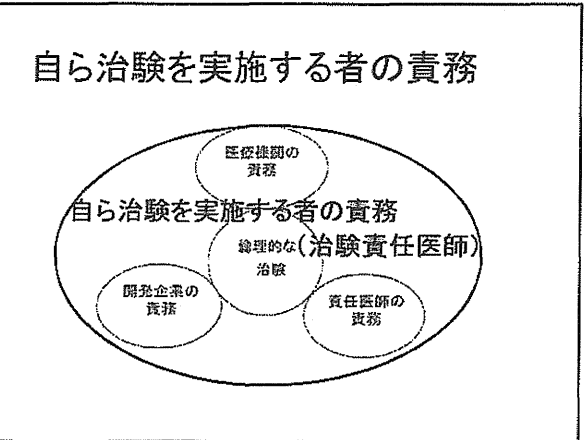 自ら治験を実施する者の責務
医療機関の
責務
自ら治験を実施する者の責務
(治験責任医師)
倫理的な
治験
開発企業の
責務
責任医師の
責務